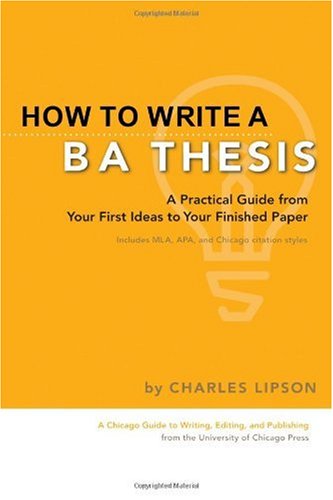 HOW TO WRITE A
BA THESIS
A Practical Guide from
Your First Ideas to Your Finished Paper
Includes MLA, APA, and Chicago citation styles
by CHARLES LIPSON
A Chicago Guide to Writing, Editing, and Publishing
from the University of Chicago Press